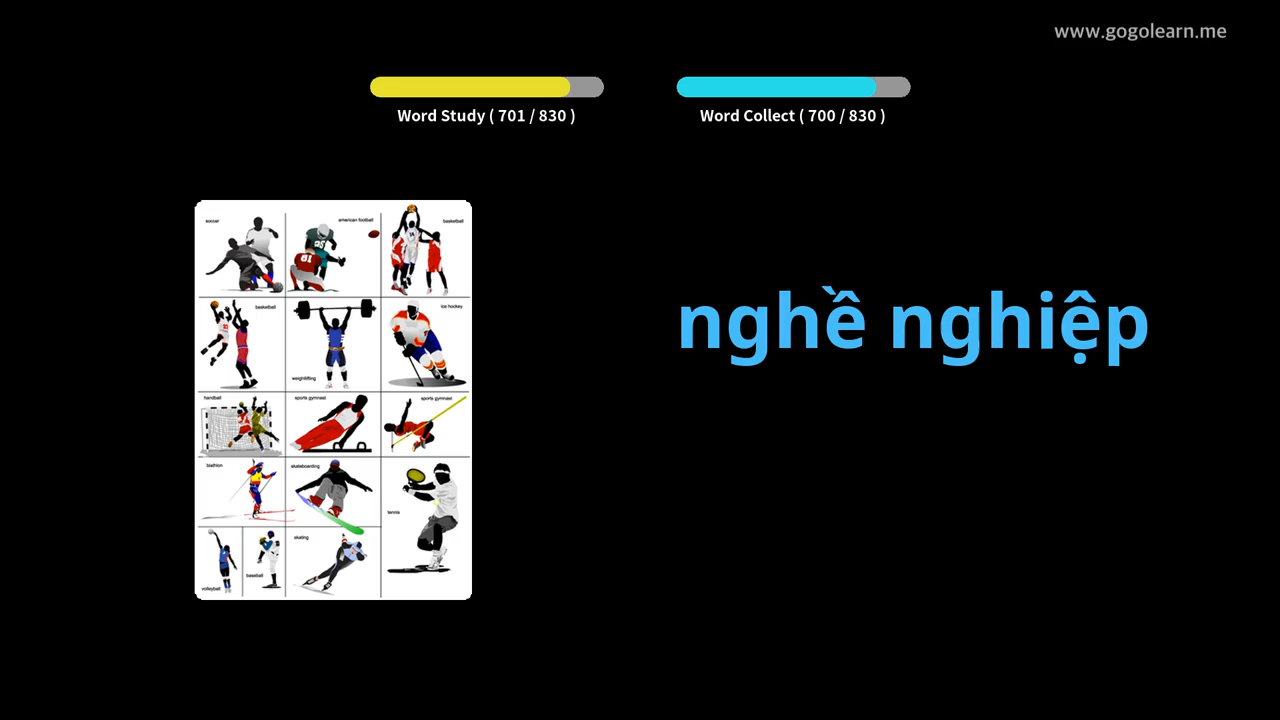 www.gogolearn.me
Word Study ( 701 / 830 )
Word Collect ( 700 / 830 )
soccer
american football
basketball
basketball
weightlifting
ice hockey
handball
sports gymnast
sports gymnast
biathlon
skateboarding
tennis
volleyball
baseball
skating
nghề nghiệp